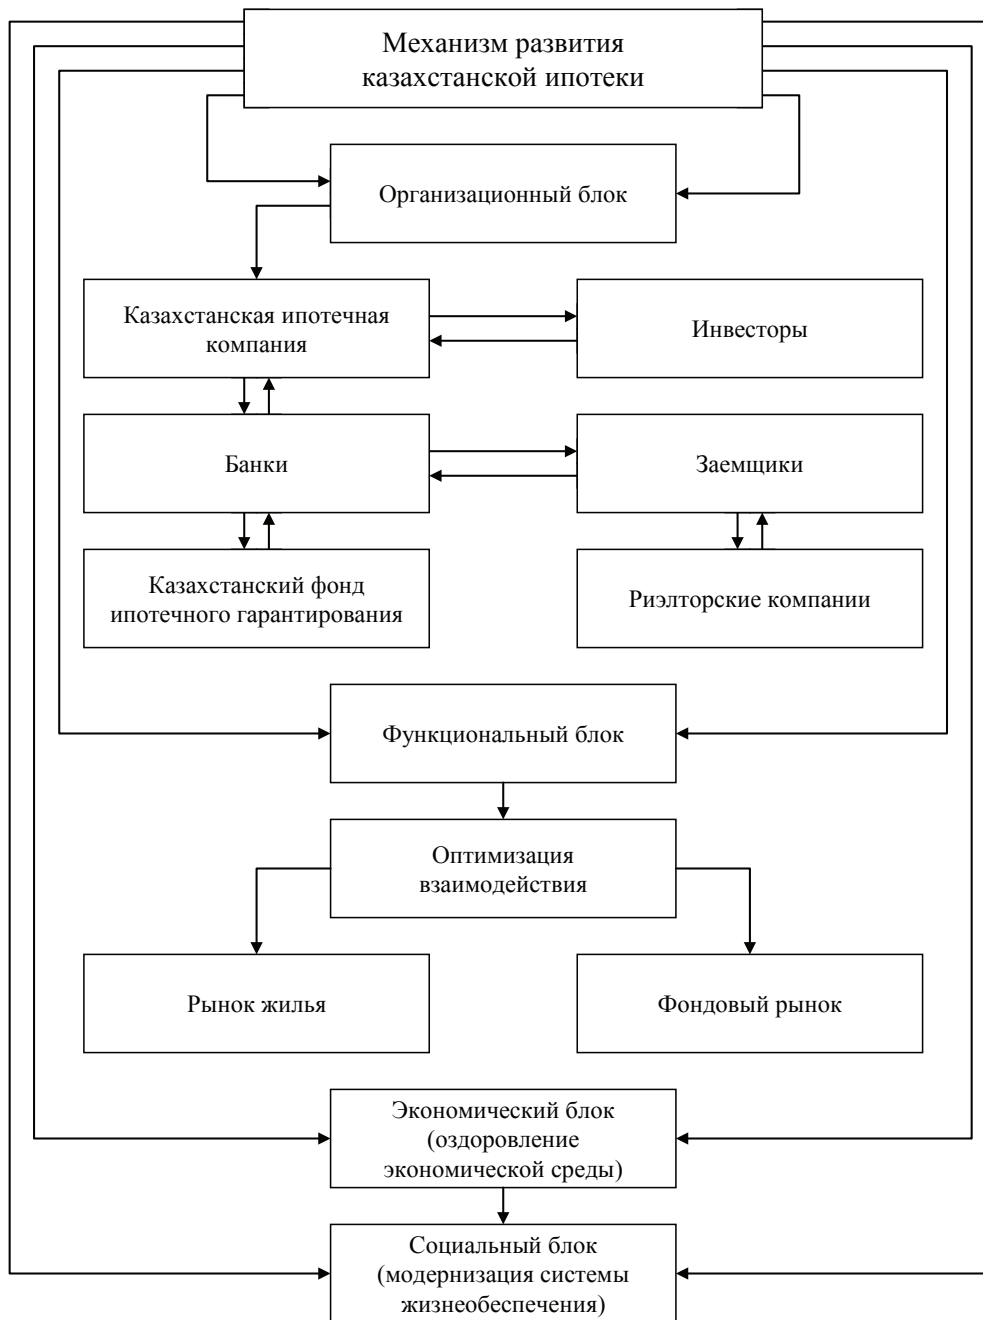 Механизм развития
казахстанской ипотеки
Организационный блок
Казахстанская ипотечная
компания
Инвесторы
Банки
Заемщики
Казахстанский фонд
ипотечного гарантирования
Риэлторские компании
Функциональный блок
Оптимизация
взаимодействия
Рынок жилья
Фондовый рынок
Экономический блок
(оздоровление
экономической среды)
Социальный блок
(модернизация системы
жизнеобеспечения)